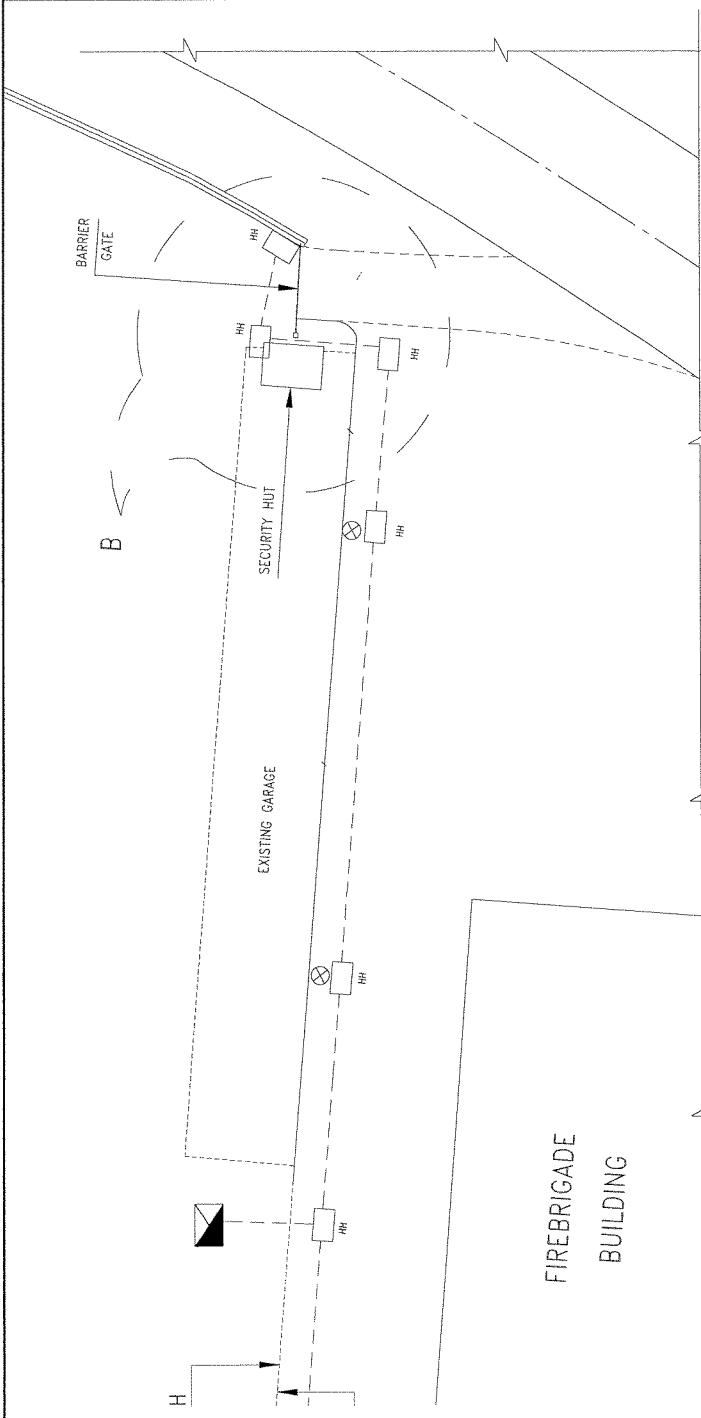 BARRIER
GATE
HH
HH
HH
B
SECURITY HUT
HH
EXISTING GARAGE
HH
HH
FIREBRIGADE
BUILDING
H